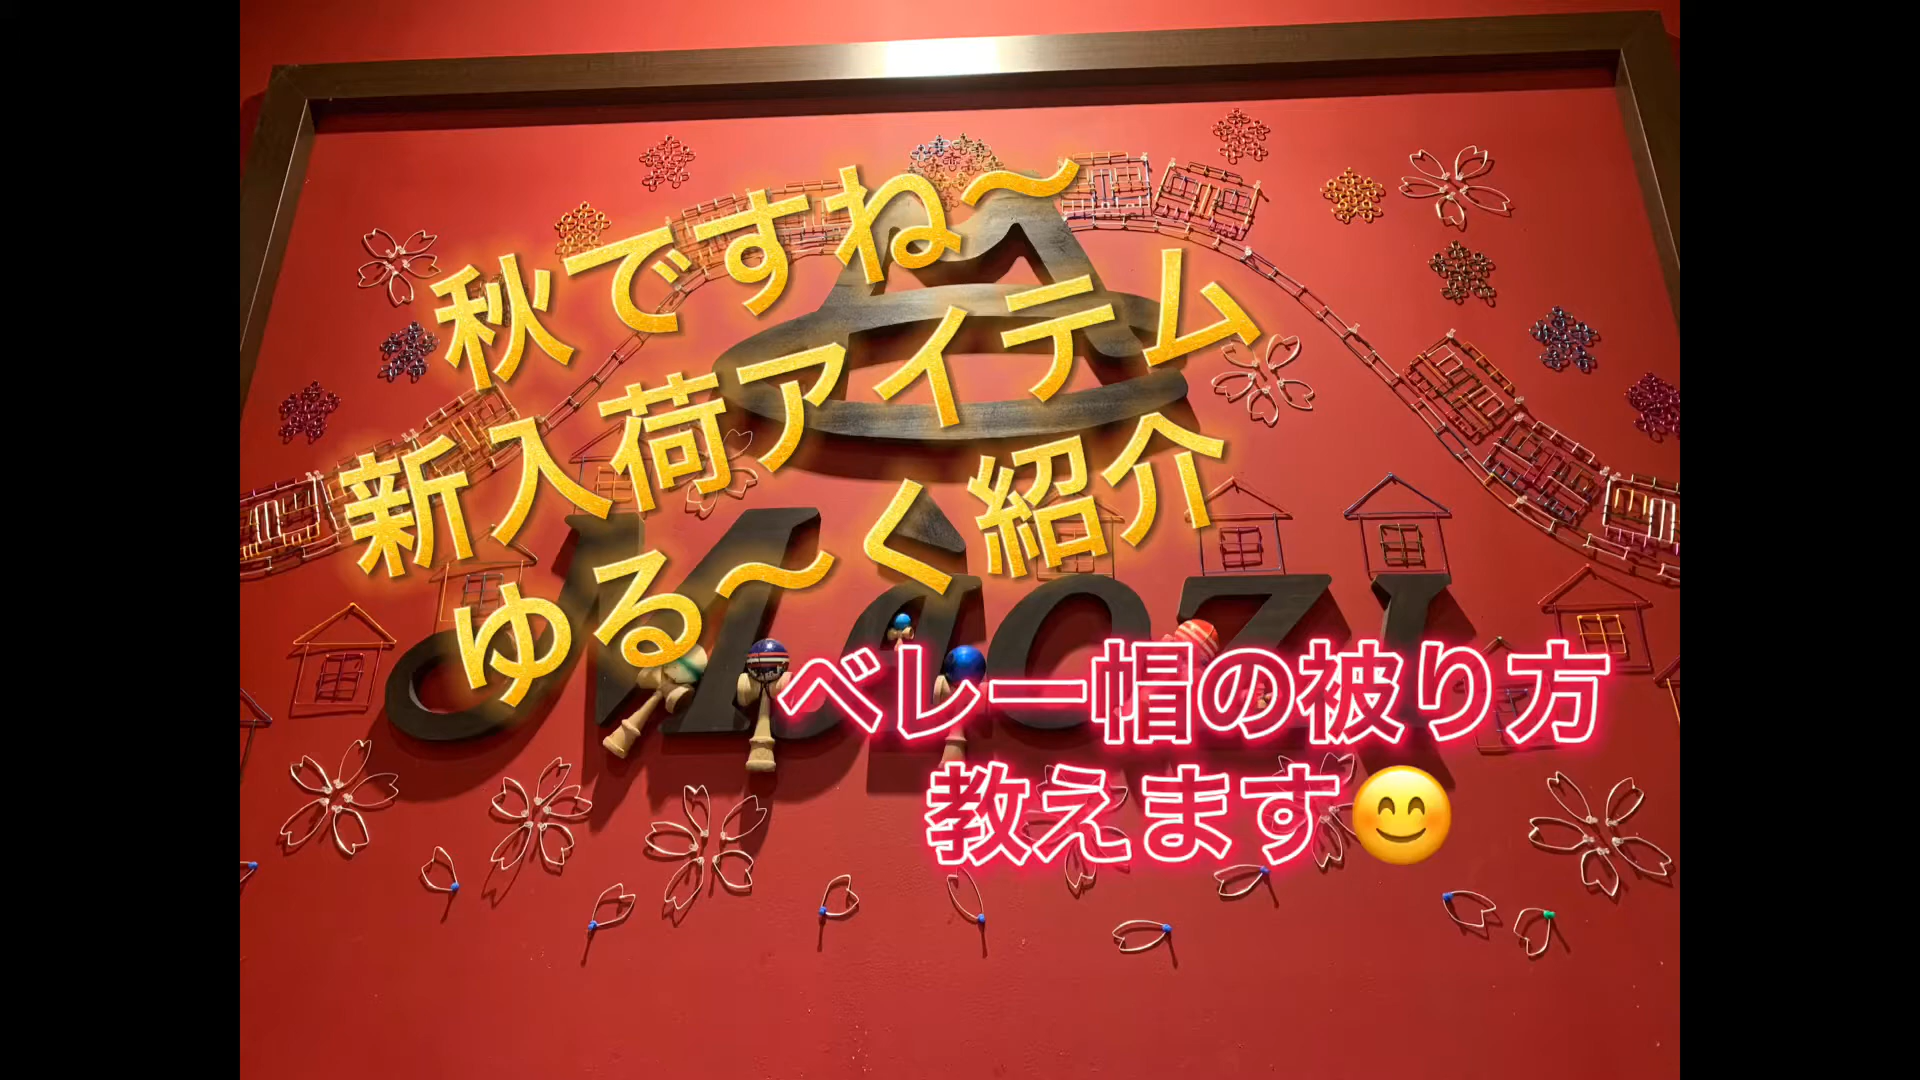 秋ですね～
新入荷アイテム
ゆる～く紹介
Maozi
ベレー帽の被り方
教えます😊